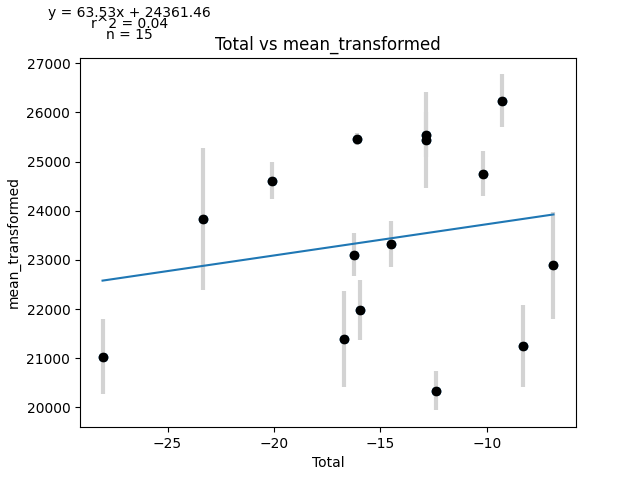 y = 63.53x + 24361.46
r^2 = 0.04
n = 15
Total vs mean_transformed
27000
26000
25000
24000
23000
22000
21000
20000
mean_transformed
−25
−20
−15
−10
Total